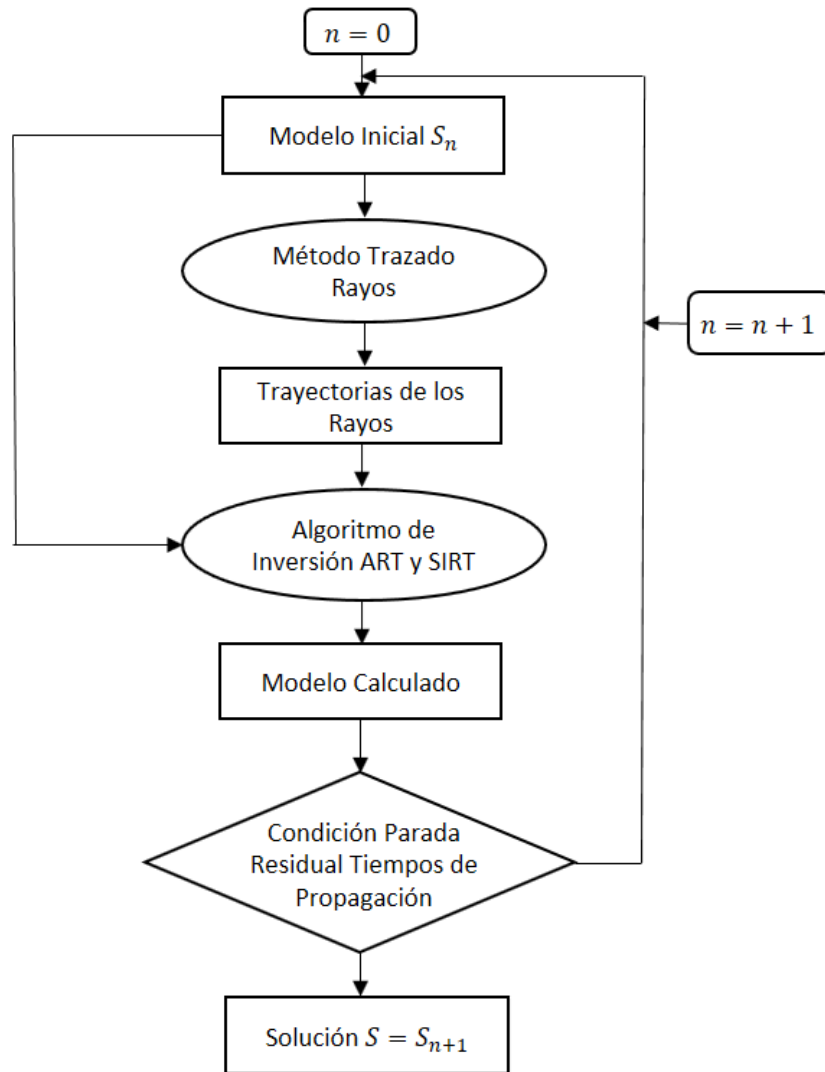 n = 0
Modelo Inicial Sₙ
Método Trazado
Rayos
n = n + 1
Trayectorias de los
Rayos
Algoritmo de
Inversión ART y SIRT
Modelo Calculado
Condición Parada
Residual Tiempos de
Propagación
Solución S = Sₙ₊₁